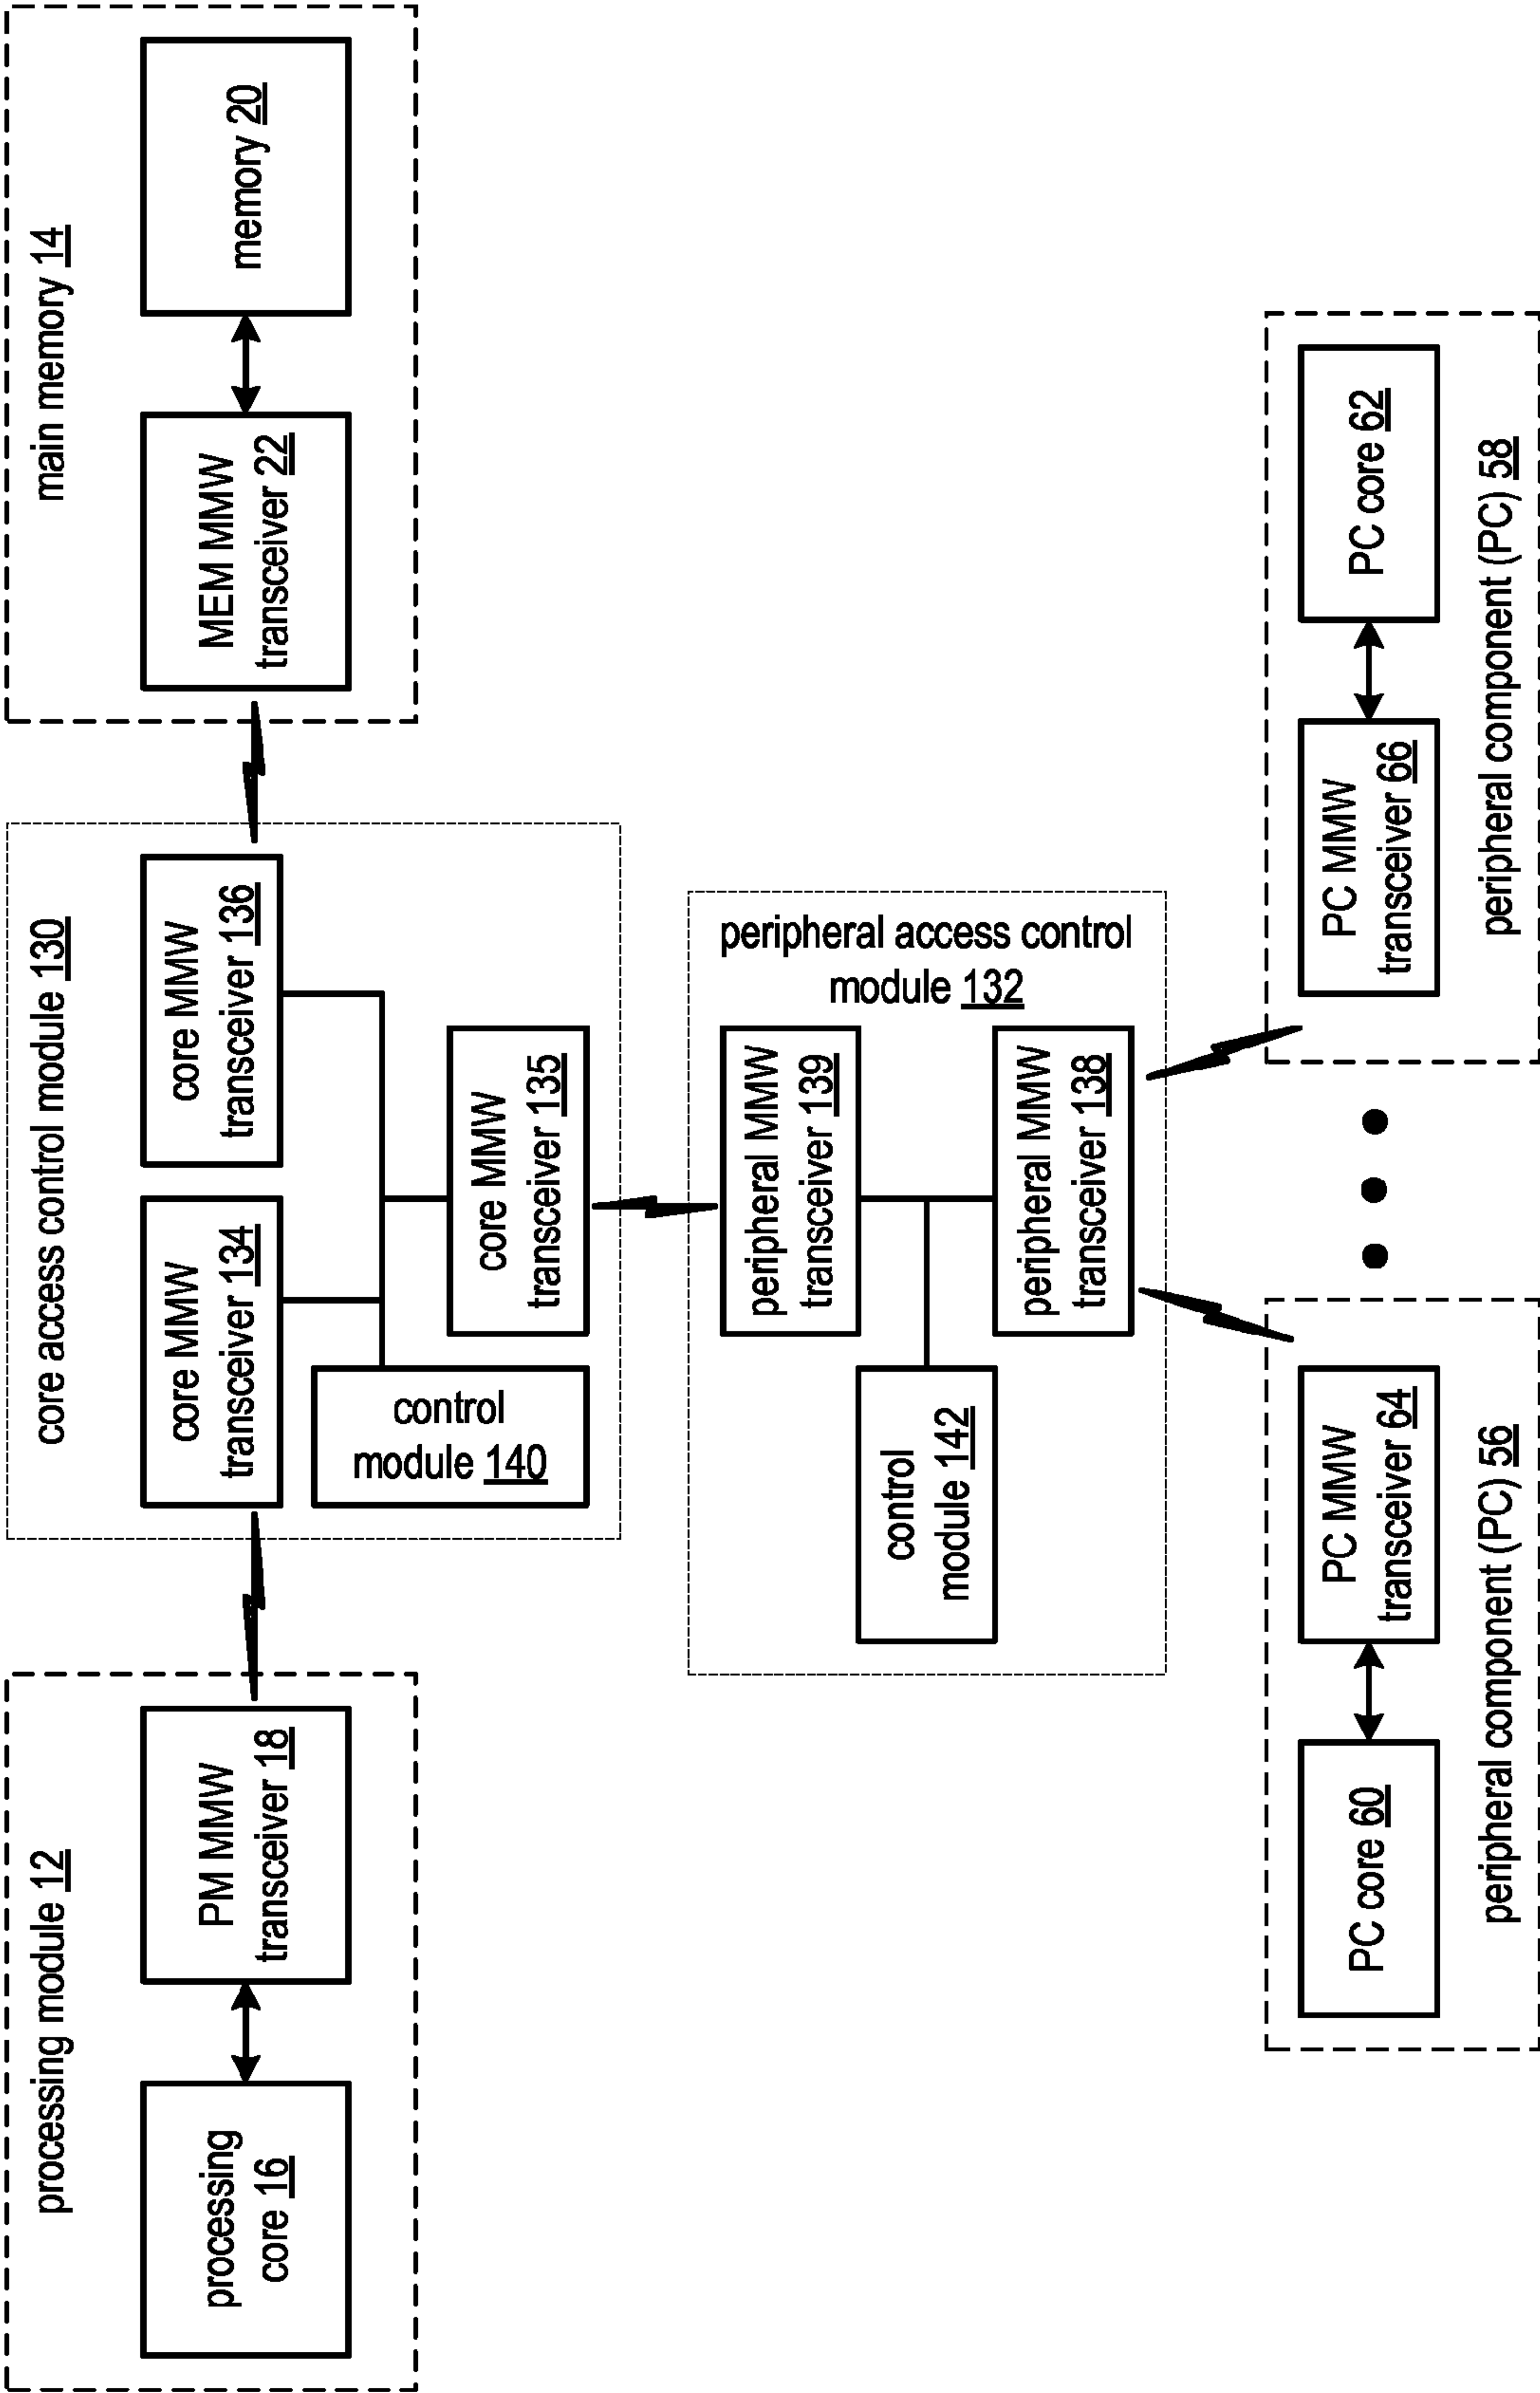 processing module 12
processing
core 16
PM MMW
transceiver 18
core access control module 130
core MMW
transceiver 134
core MMW
transceiver 136
control
module 140
core MMW
transceiver 135
main memory 14
MEM MMW
transceiver 22
memory 20
peripheral access control
module 132
peripheral MMW
transceiver 139
control
module 142
peripheral MMW
transceiver 138
PC core 60
PC MMW
transceiver 64
peripheral component (PC) 56
PC MMW
transceiver 66
PC core 62
peripheral component (PC) 58